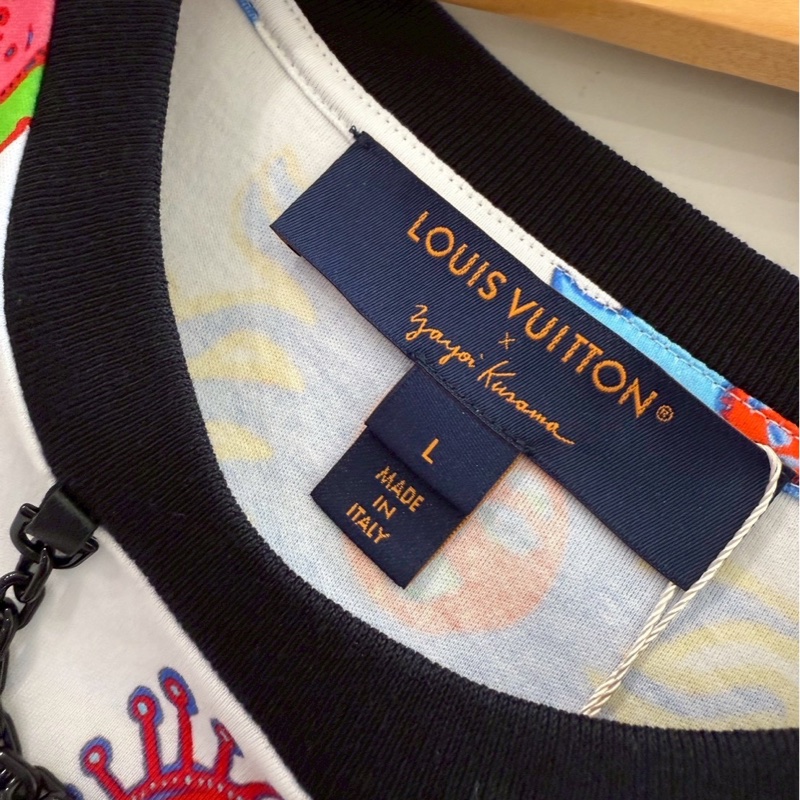 LOUIS VUITTON®
x
Yayoi Kusama
L
MADE
IN
ITALY